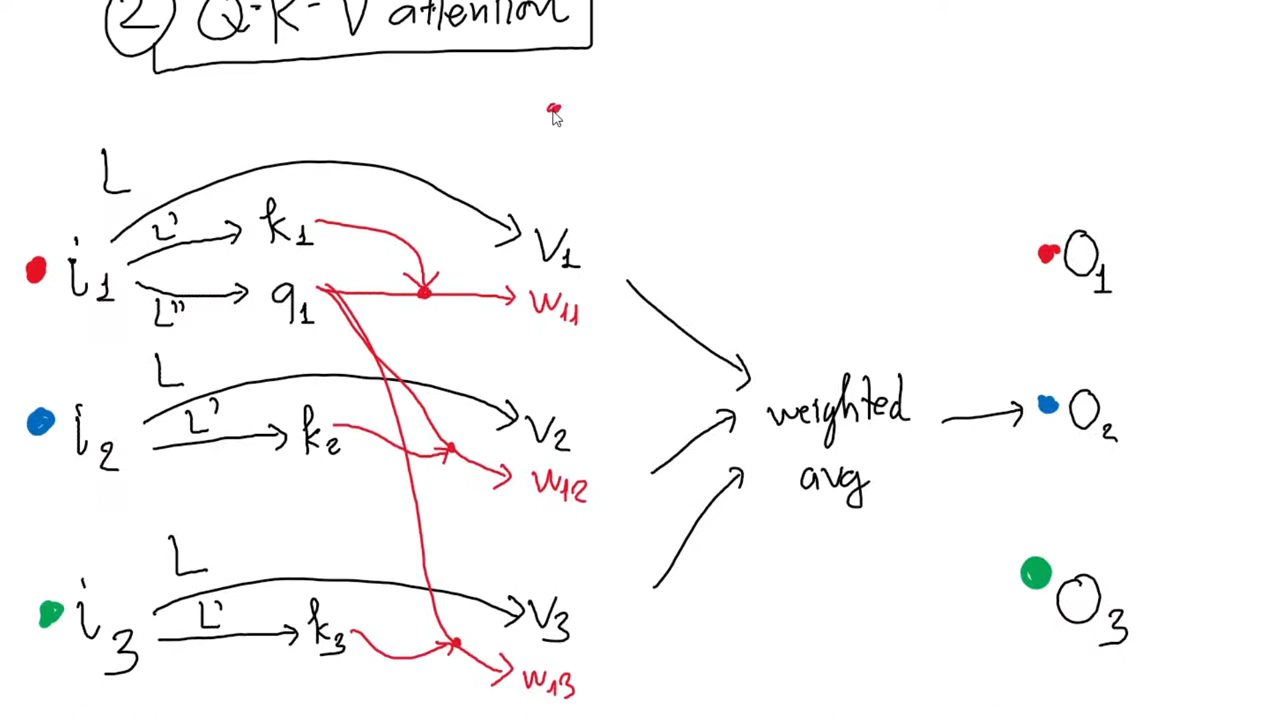 2 Q-K-V attention
L
L' k1
V1
i1
L" q1 w11
L
L' V2
i2 k2
w12
L
L' V3
i3 k3
w13
weighted
avg
O1
O2
O3